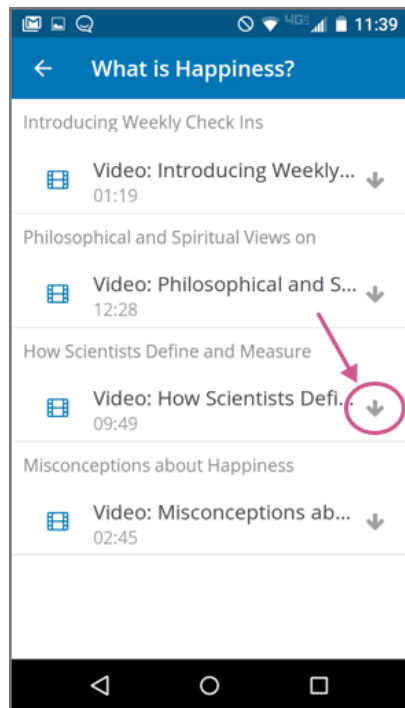 4G 11:39
What is Happiness?
Introducing Weekly Check Ins
Video: Introducing Weekly...
01:19
Philosophical and Spiritual Views on
Video: Philosophical and S...
12:28
How Scientists Define and Measure
Video: How Scientists Defi...
09:49
Misconceptions about Happiness
Video: Misconceptions ab...
02:45